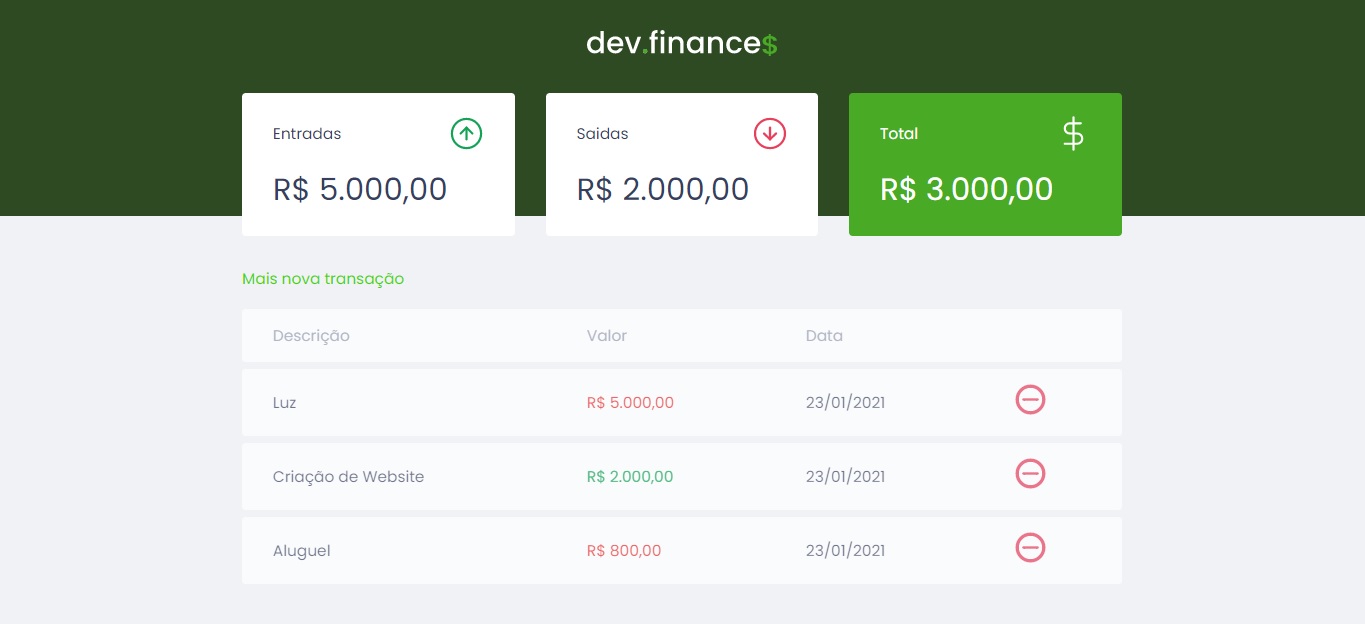 dev.finance$
Entradas
R$ 5.000,00
Saidas
R$ 2.000,00
Total
$
R$ 3.000,00
Mais nova transação
Descrição Valor Data
Luz R$ 5.000,00 23/01/2021
Criação de Website R$ 2.000,00 23/01/2021
Aluguel R$ 800,00 23/01/2021